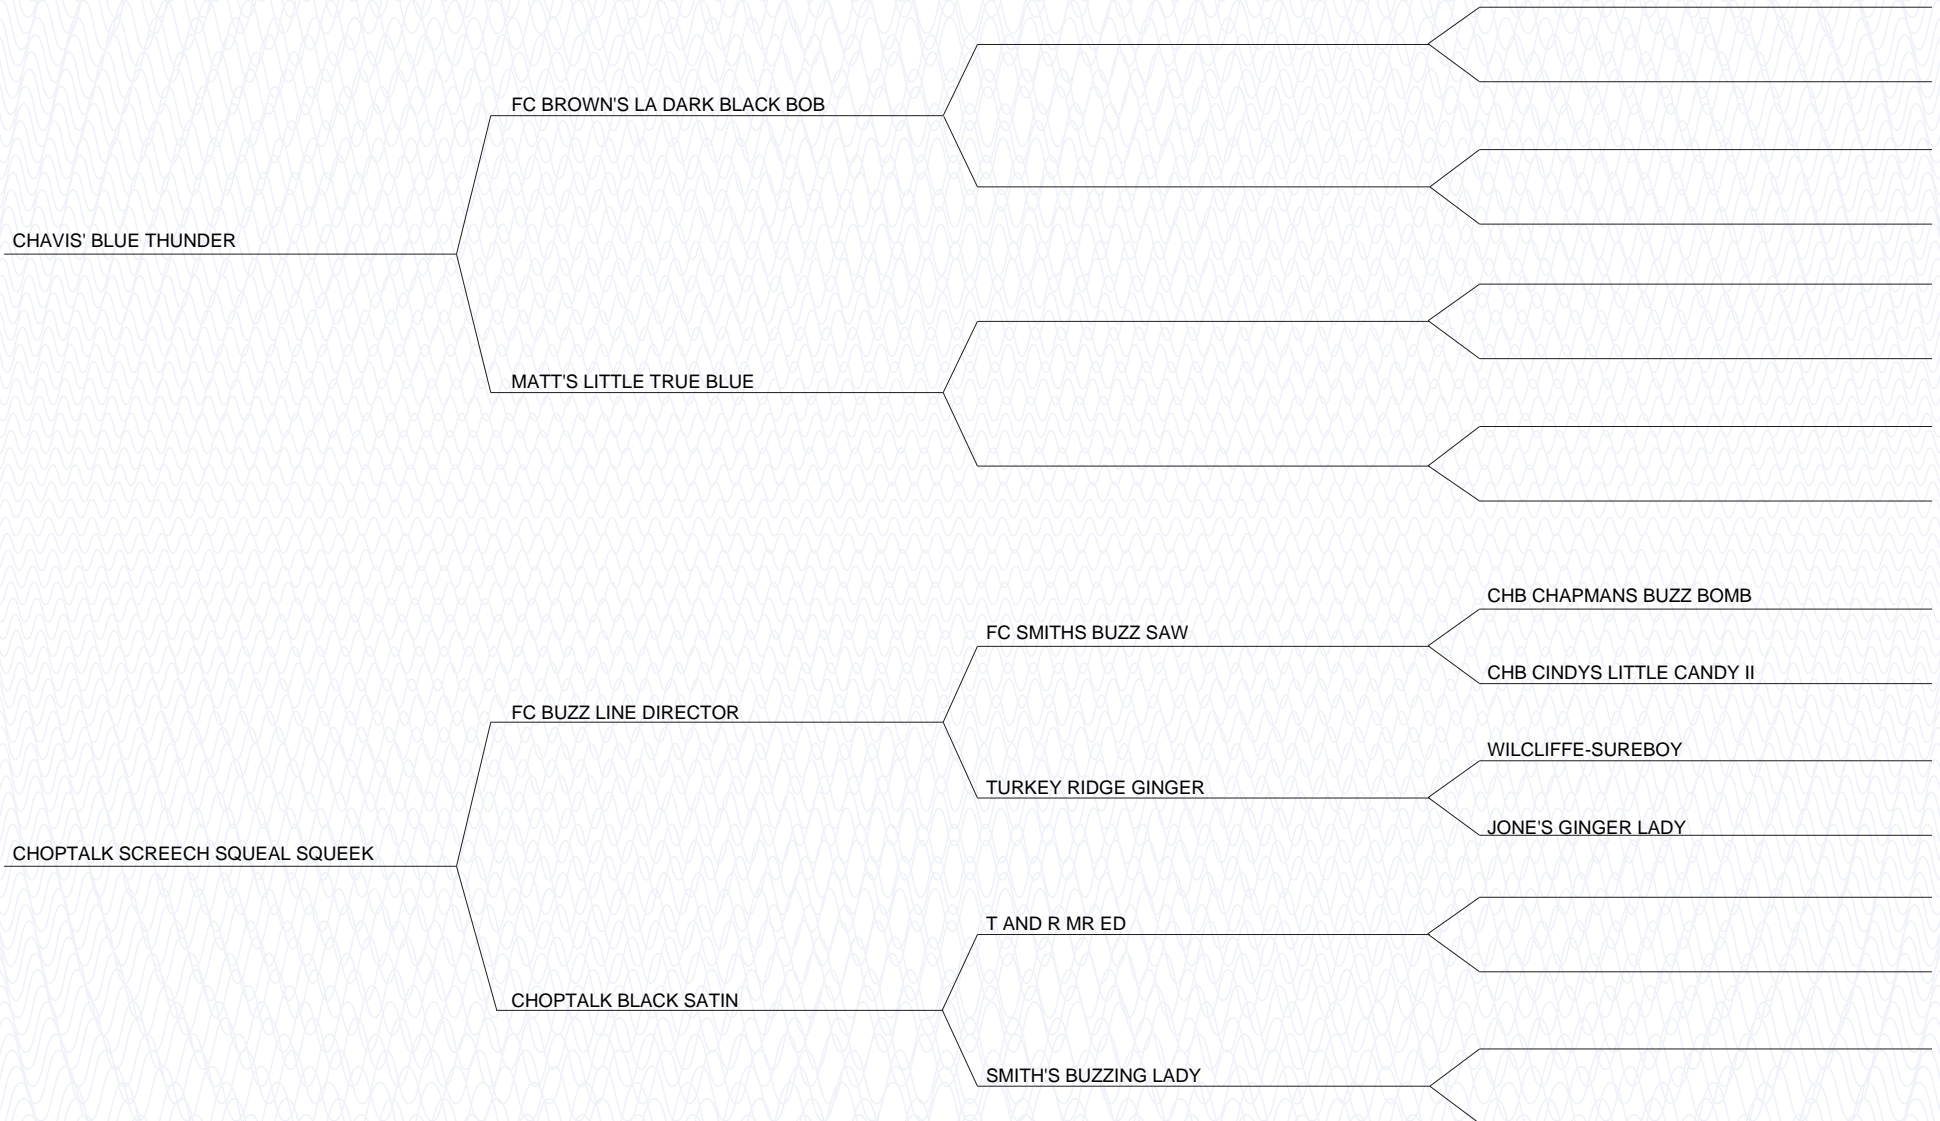 FC BROWN'S LA DARK BLACK BOB
CHAVIS' BLUE THUNDER
MATT'S LITTLE TRUE BLUE
CHB CHAPMANS BUZZ BOMB
FC SMITHS BUZZ SAW
CHB CINDYS LITTLE CANDY II
FC BUZZ LINE DIRECTOR
WILCLIFFE-SUREBOY
TURKEY RIDGE GINGER
JONE'S GINGER LADY
CHOPTALK SCREECH SQUEAL SQUEEK
T AND R MR ED
CHOPTALK BLACK SATIN
SMITH'S BUZZING LADY